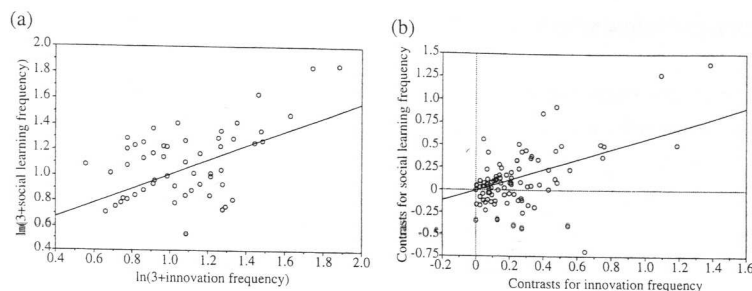 (a)
2.0
1.8
1.6
1.4
1.2
1.0
0.8
0.6
0.4
ln(3+social learning frequency)
0.4 0.6 0.8 1.0 1.2 1.4 1.6 1.8 2.0
ln(3+innovation frequency)
(b)
1.5
1.25
1.0
0.75
0.5
0.25
0
-0.25
-0.5
-0.75
Contrasts for social learning frequency
-0.2 0 0.2 0.4 0.6 0.8 1.0 1.2 1.4 1.6
Contrasts for innovation frequency